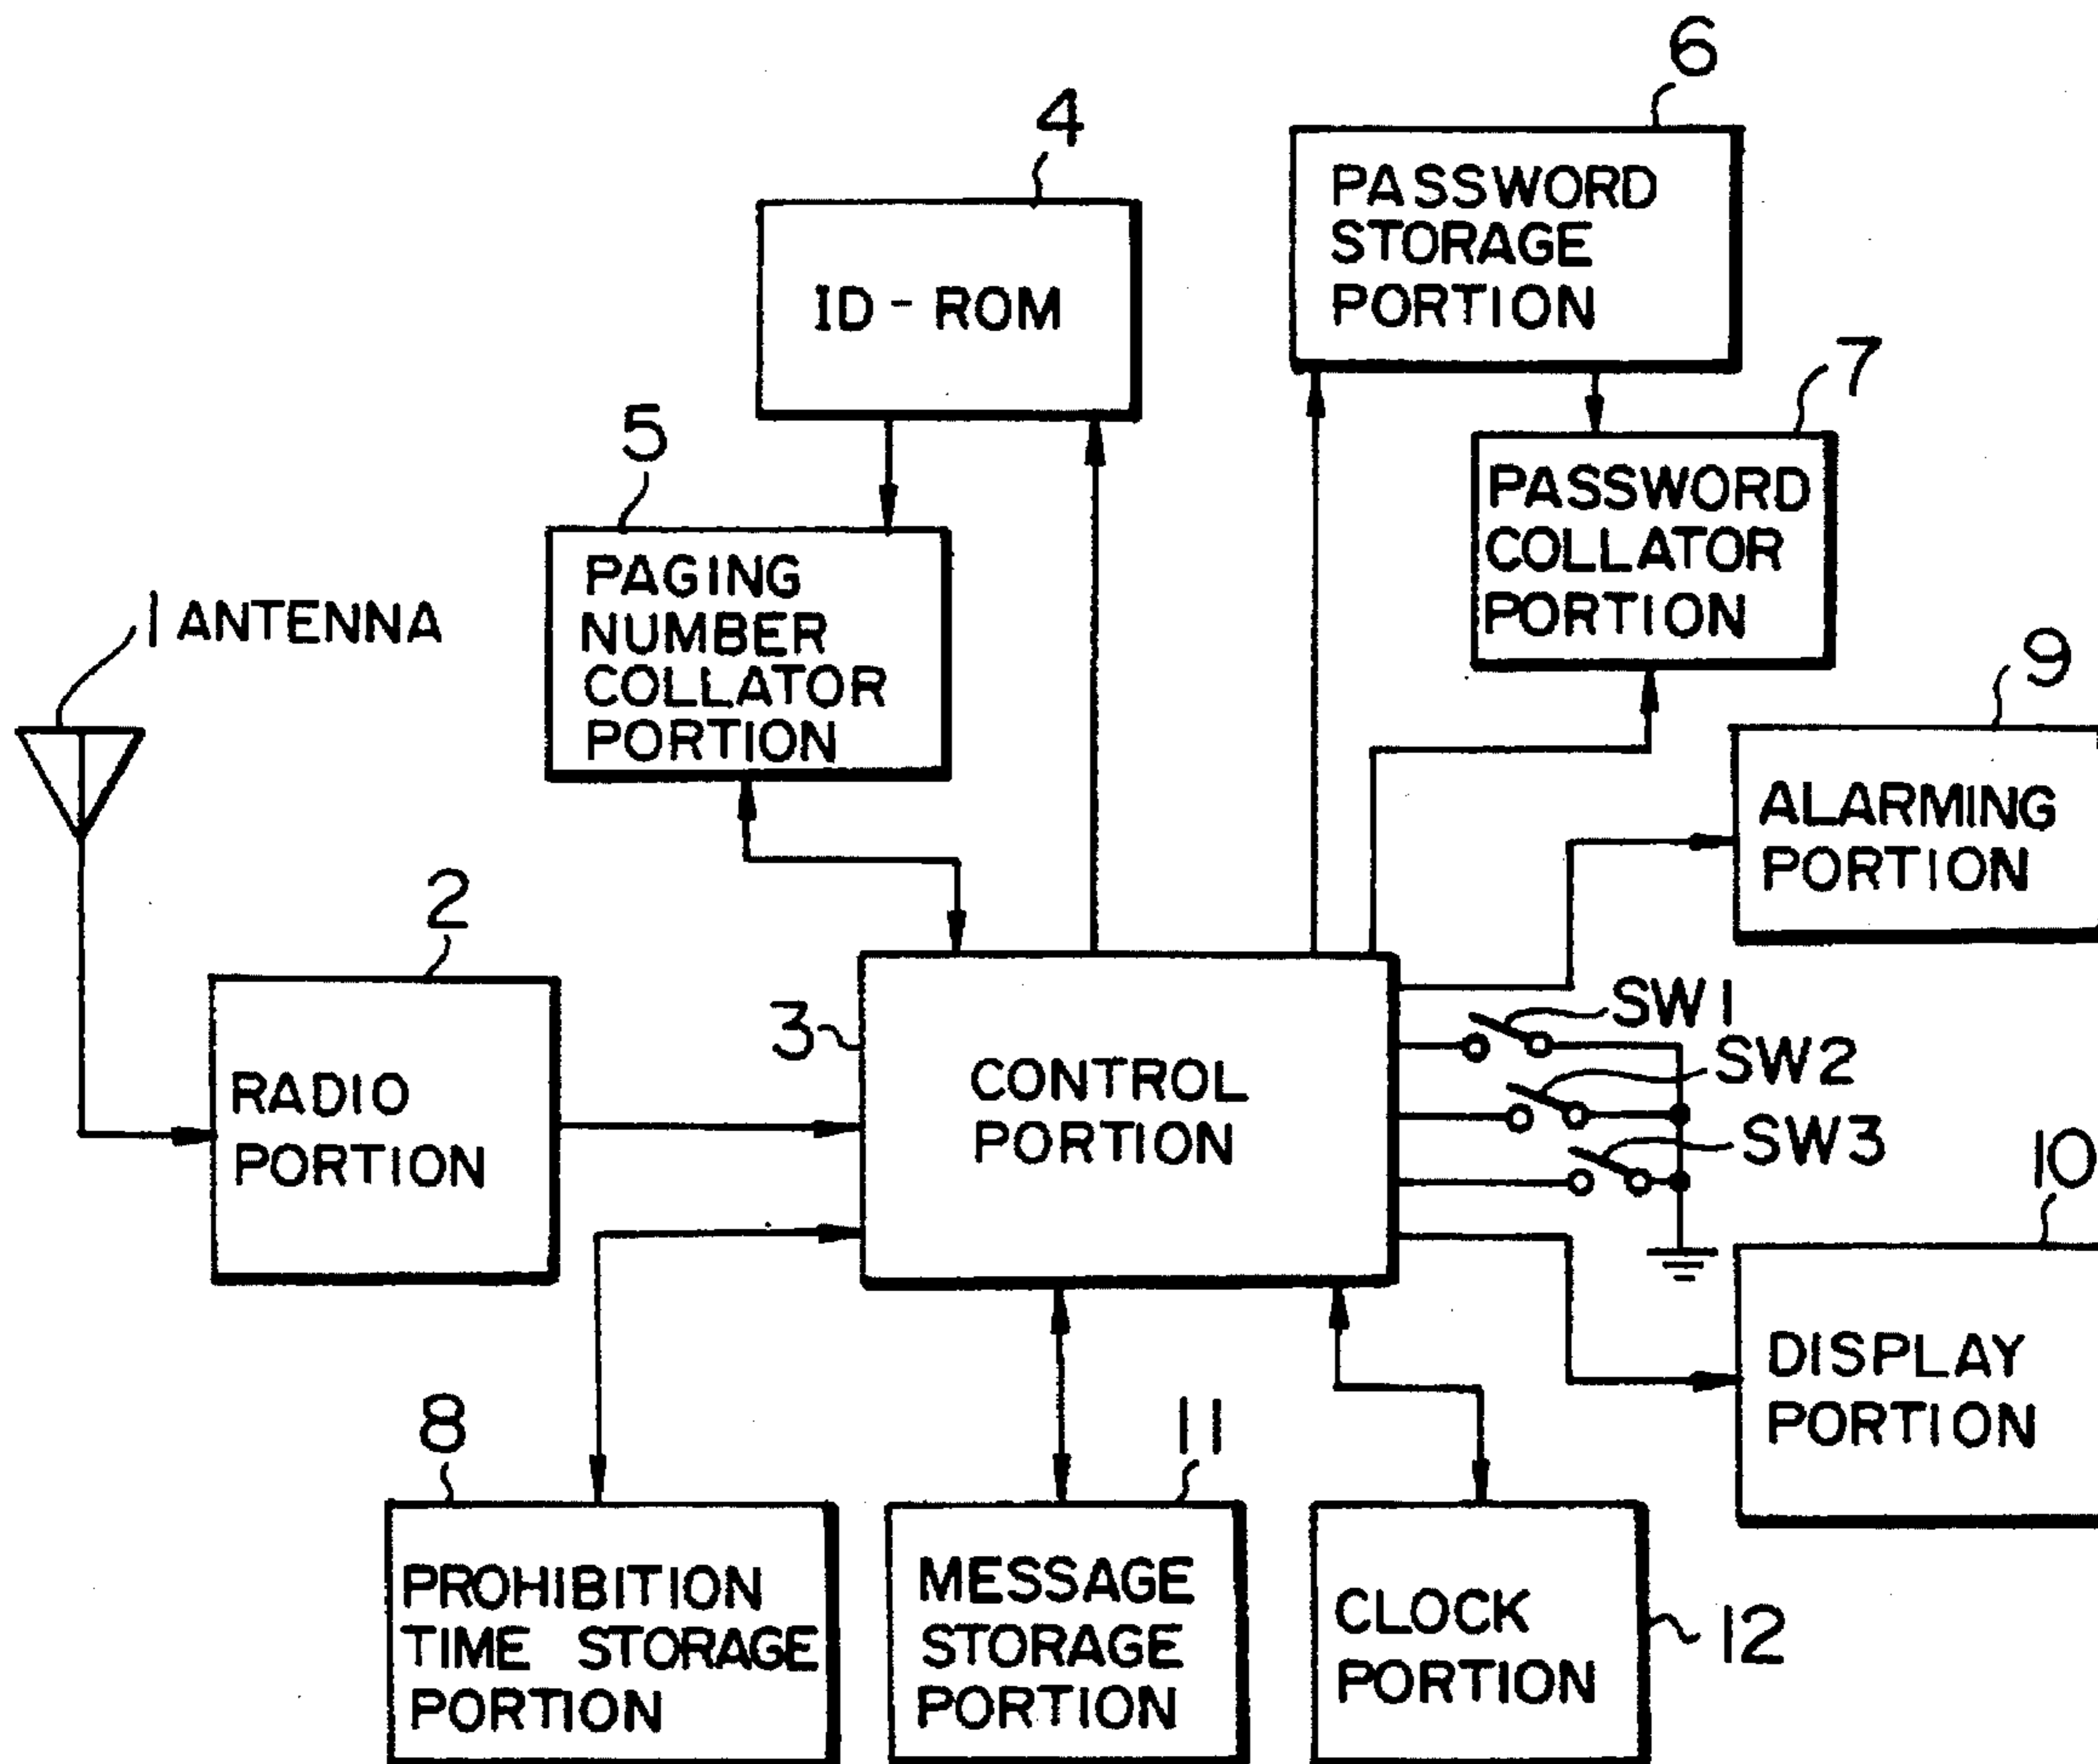 6
4
PASSWORD
STORAGE
PORTION
ID-ROM
7
5
PASSWORD
COLLATOR
PORTION
PAGING
NUMBER
COLLATOR
PORTION
1 ANTENNA
9
ALARMING
PORTION
2
SW1
3
SW2
CONTROL
PORTION
RADIO
PORTION
SW3
10
DISPLAY
PORTION
8
11
PROHIBITION
TIME STORAGE
PORTION
MESSAGE
STORAGE
PORTION
CLOCK
PORTION
12